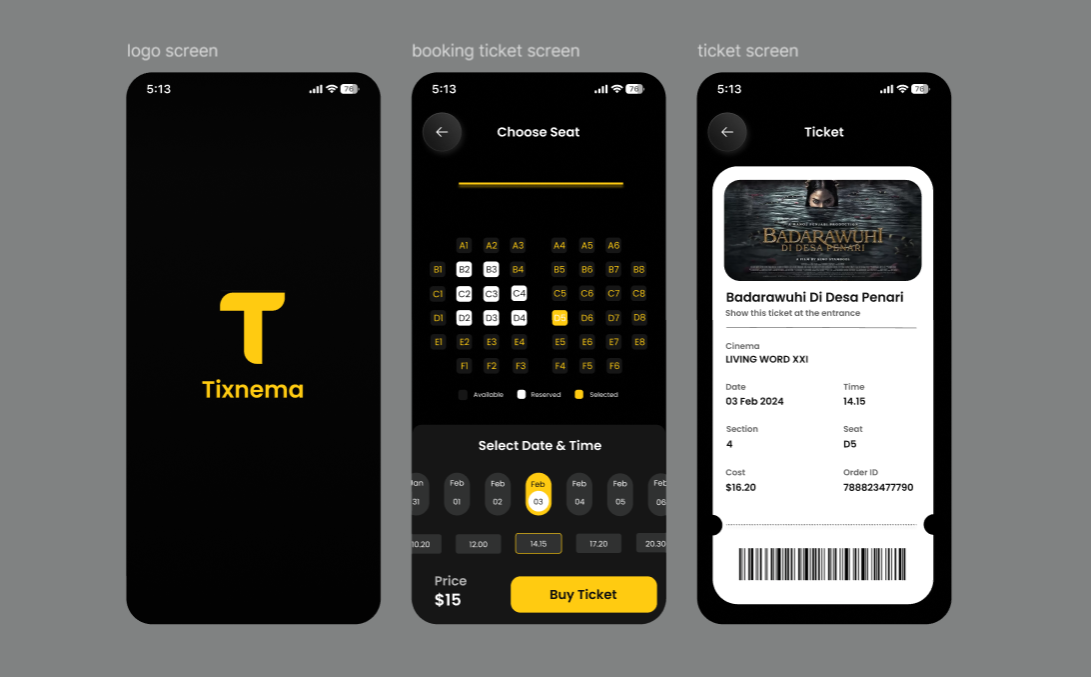 logo screen
5:13
76
Tixnema
booking ticket screen
5:13
76
Choose Seat
A1 A2 A3 A4 A5 A6
B1 B2 B3 B4 B5 B6 B7 B8
C1 C2 C3 C4 C5 C6 C7 C8
D1 D2 D3 D4 D5 D6 D7 D8
E1 E2 E3 E4 E5 E6 E7 E8
F1 F2 F3 F4 F5 F6
Available Reserved Selected
Select Date & Time
Jan Feb Feb Feb Feb Feb Feb
31 01 02 03 04 05 06
10.20 12.00 14.15 17.20 20.30
Price
$15
Buy Ticket
ticket screen
5:13
76
Ticket
BADARAWUHI
DI DESA PENARI
Badarawuhi Di Desa Penari
Show this ticket at the entrance
Cinema
LIVING WORD XXI
Date Time
03 Feb 2024 14.15
Section Seat
4 D5
Cost Order ID
$16.20 788823477790